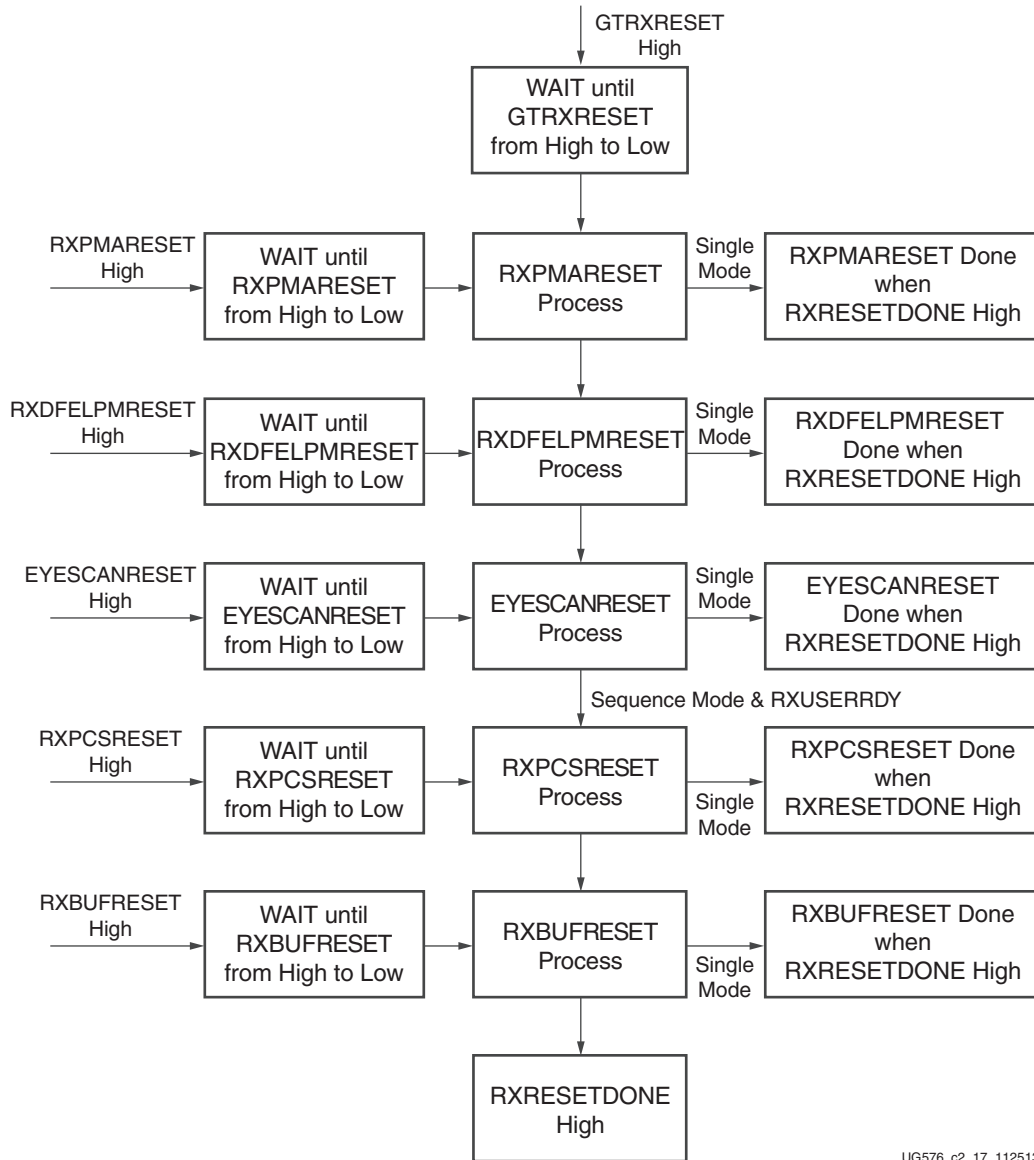 GTRXRESET
High
WAIT until
GTRXRESET
from High to Low
RXPMARESET
High
WAIT until
RXPMARESET
from High to Low
RXPMARESET
Process
Single
Mode
RXPMARESET Done
when
RXRESETDONE High
RXDFELPMRESET
High
WAIT until
RXDFELPMRESET
from High to Low
RXDFELPMRESET
Process
Single
Mode
RXDFELPMRESET
Done when
RXRESETDONE High
EYESCANRESET
High
WAIT until
EYESCANRESET
from High to Low
EYESCANRESET
Process
Single
Mode
EYESCANRESET
Done when
RXRESETDONE High
Sequence Mode & RXUSERRDY
RXPCSRESET
High
WAIT until
RXPCSRESET
from High to Low
RXPCSRESET
Process
Single
Mode
RXPCSRESET Done
when
RXRESETDONE High
RXBUFRESET
High
WAIT until
RXBUFRESET
from High to Low
RXBUFRESET
Process
Single
Mode
RXBUFRESET Done
when
RXRESETDONE High
RXRESETDONE
High